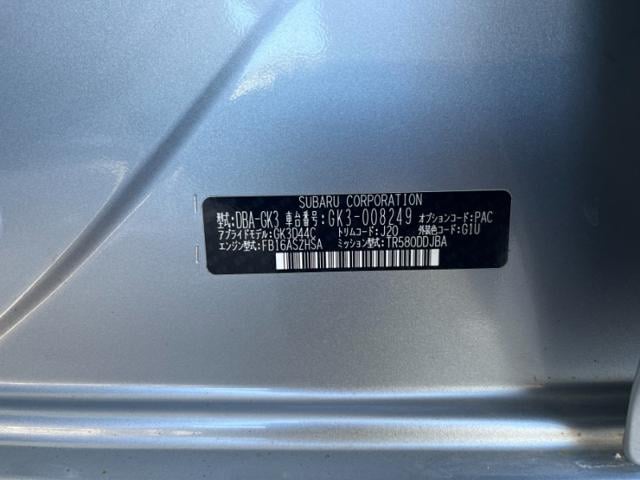 SUBARU CORPORATION
型式:DBA-GK3 車台番号:GK3-008249 オプションコード:PAC
アプライドモデル:GK3D44C トリムコード:J20 外装色コード:G1U
エンジン型式:FB16ASZHSA ミッション型式:TR580DDJBA